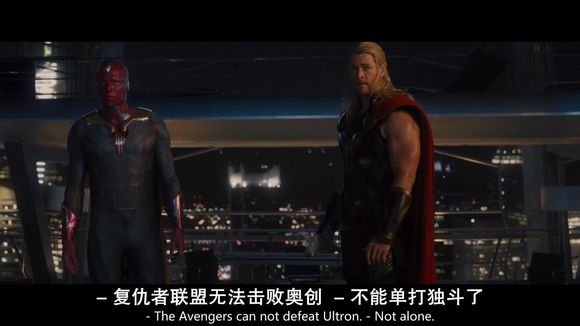 – 复仇者联盟无法击败奥创 – 不能单打独斗了
- The Avengers can not defeat Ultron. - Not alone.